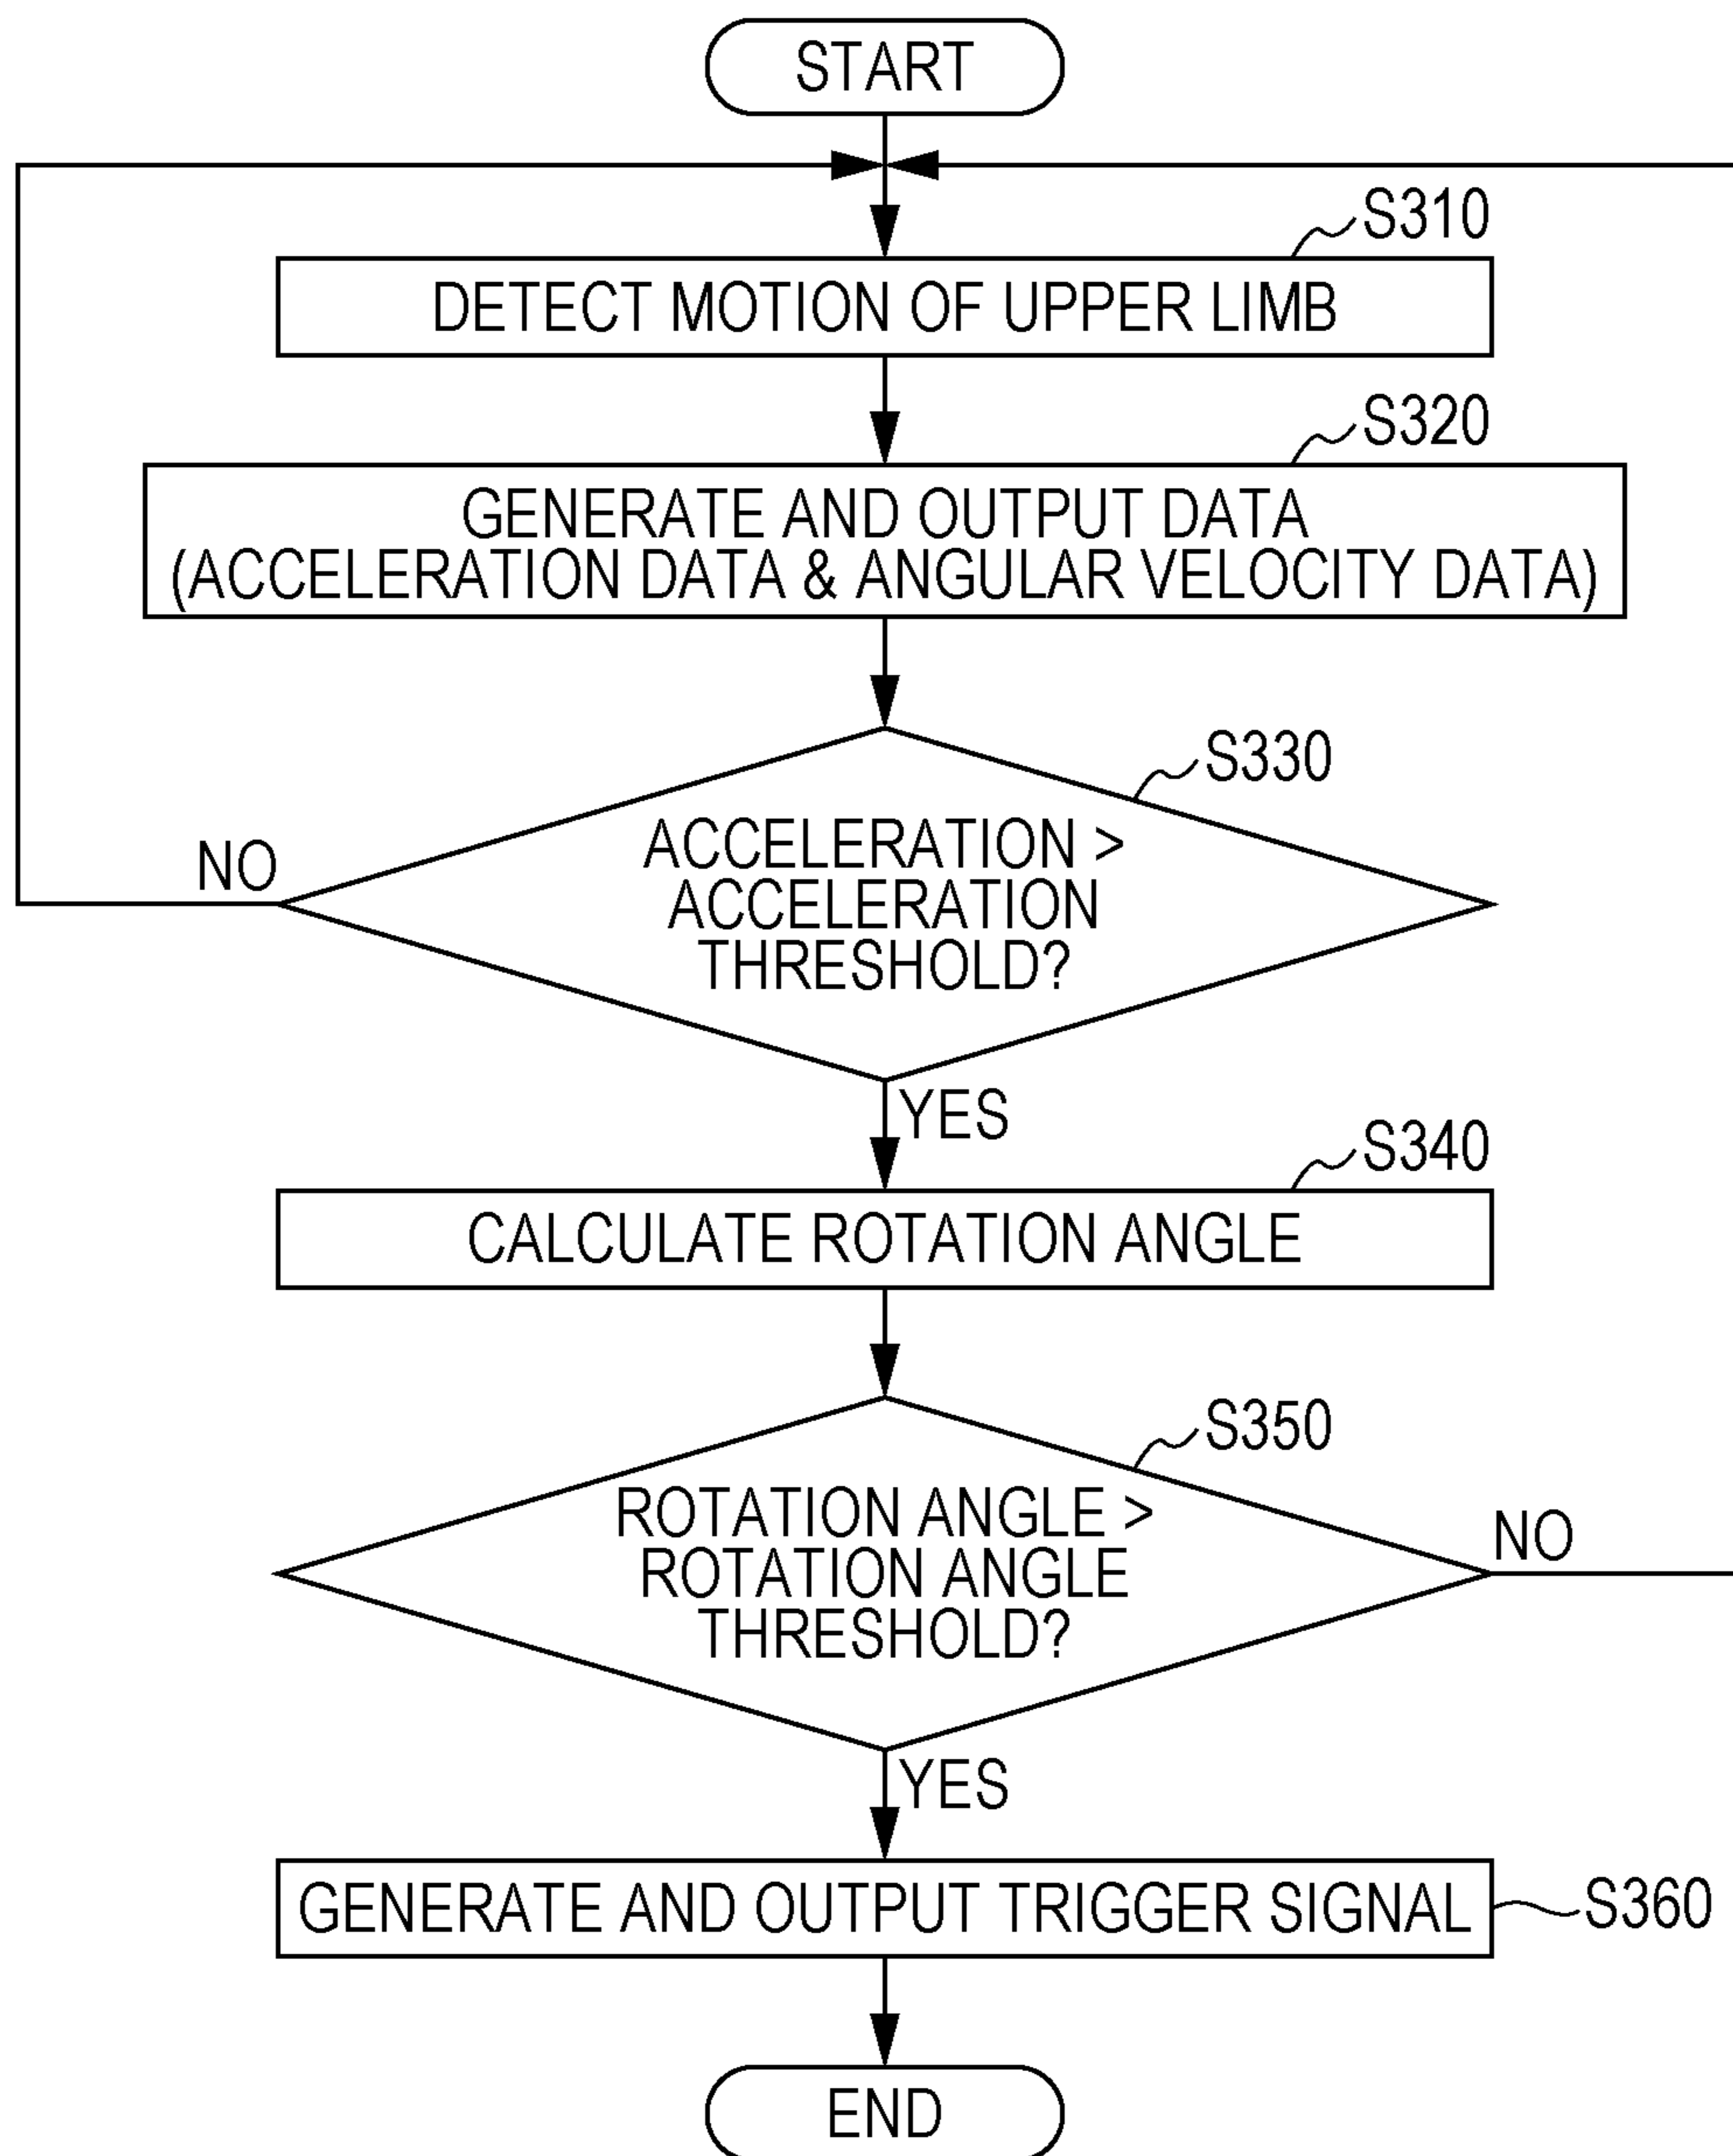 START
S310
DETECT MOTION OF UPPER LIMB
S320
GENERATE AND OUTPUT DATA
(ACCELERATION DATA & ANGULAR VELOCITY DATA)
S330
ACCELERATION >
ACCELERATION
THRESHOLD?
NO
YES
S340
CALCULATE ROTATION ANGLE
S350
ROTATION ANGLE >
ROTATION ANGLE
THRESHOLD?
NO
YES
GENERATE AND OUTPUT TRIGGER SIGNAL
S360
END